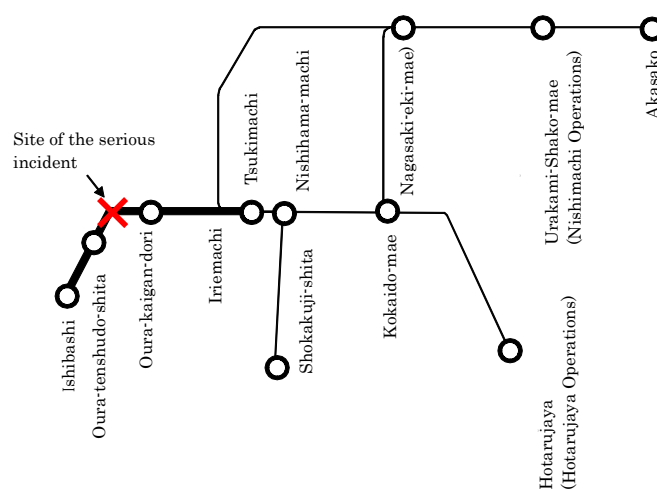 Site of the serious
incident
Ishibashi
Oura-tenshudo-shita
Oura-kaigan-dori
Iriemachi
Tsukimachi
Nishihama-machi
Shokakuji-shita
Kokaido-mae
Nagasaki-eki-mae)
Urakami-Shako-mae
(Nishimachi Operations)
Hotarujaya
(Hotarujaya Operations)
Akasako